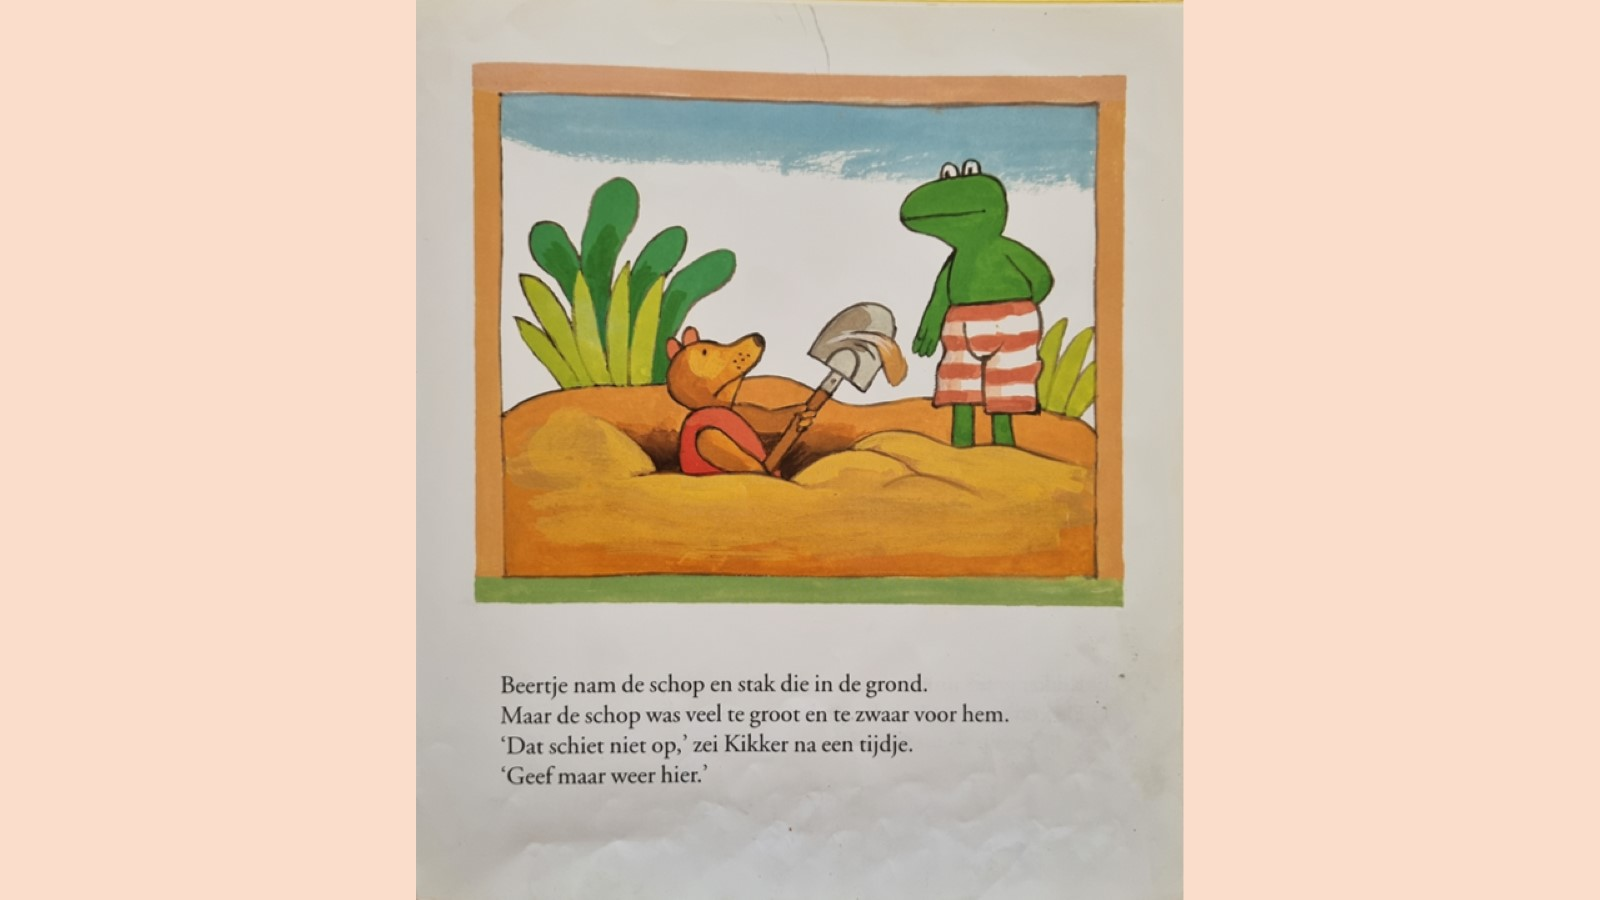 Beertje nam de schop en stak die in de grond.
Maar de schop was veel te groot en te zwaar voor hem.
‘Dat schiet niet op,’ zei Kikker na een tijdje.
‘Geef maar weer hier.’